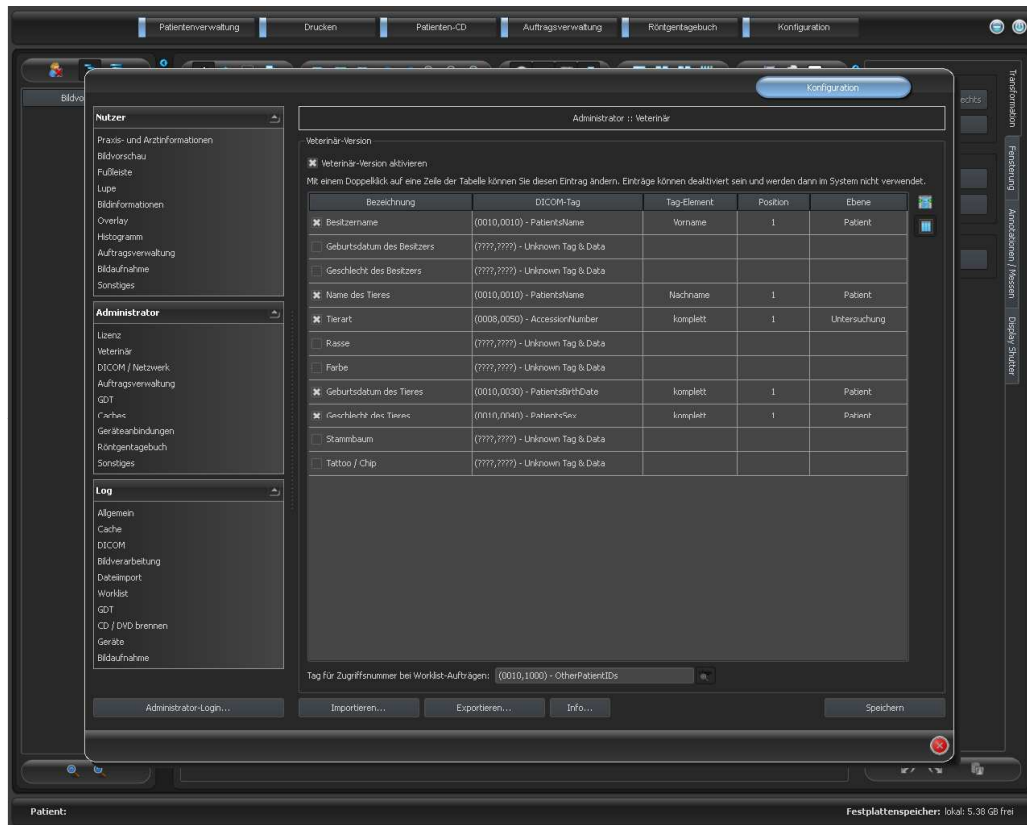 Patientenverwaltung Drucken Patienten-CD Auftragsverwaltung Röntgentagebuch Konfiguration
Konfiguration
Bildvo
echts
Transformation
Fensterung
Annotationen / Messen
Display Shutter
Nutzer
Praxis- und Arztinformationen
Bildvorschau
Fußleiste
Lupe
Bildinformationen
Overlay
Histogramm
Auftragsverwaltung
Bildaufnahme
Sonstiges
Administrator
Lizenz
Veterinär
DICOM / Netzwerk
Auftragsverwaltung
GDT
Caches
Geräteanbindungen
Röntgentagebuch
Sonstiges
Log
Allgemein
Cache
DICOM
Bildverarbeitung
Dateiimport
Worklist
GDT
CD / DVD brennen
Geräte
Bildaufnahme
Administrator-Login...
Administrator :: Veterinär
Veterinär-Version
Veterinär-Version aktivieren
Mit einem Doppelklick auf eine Zeile der Tabelle können Sie diesen Eintrag ändern. Einträge können deaktiviert sein und werden dann im System nicht verwendet.
Bezeichnung DICOM-Tag Tag-Element Position Ebene
Besitzername (0010,0010) - PatientsName Vorname 1 Patient
Geburtsdatum des Besitzers (????,????) - Unknown Tag & Data
Geschlecht des Besitzers (????,????) - Unknown Tag & Data
Name des Tieres (0010,0010) - PatientsName Nachname 1 Patient
Tierart (0008,0050) - AccessionNumber komplett 1 Untersuchung
Rasse (????,????) - Unknown Tag & Data
Farbe (????,????) - Unknown Tag & Data
Geburtsdatum des Tieres (0010,0030) - PatientsBirthDate komplett 1 Patient
Geschlecht des Tieres (0010,0040) - PatientsSex komplett 1 Patient
Stammbaum (????,????) - Unknown Tag & Data
Tattoo / Chip (????,????) - Unknown Tag & Data
Tag für Zugriffsnummer bei Worklist-Aufträgen: (0010,1000) - OtherPatientIDs
Importieren... Exportieren... Info... Speichern
Patient: Festplattenspeicher: lokal: 5.38 GB frei